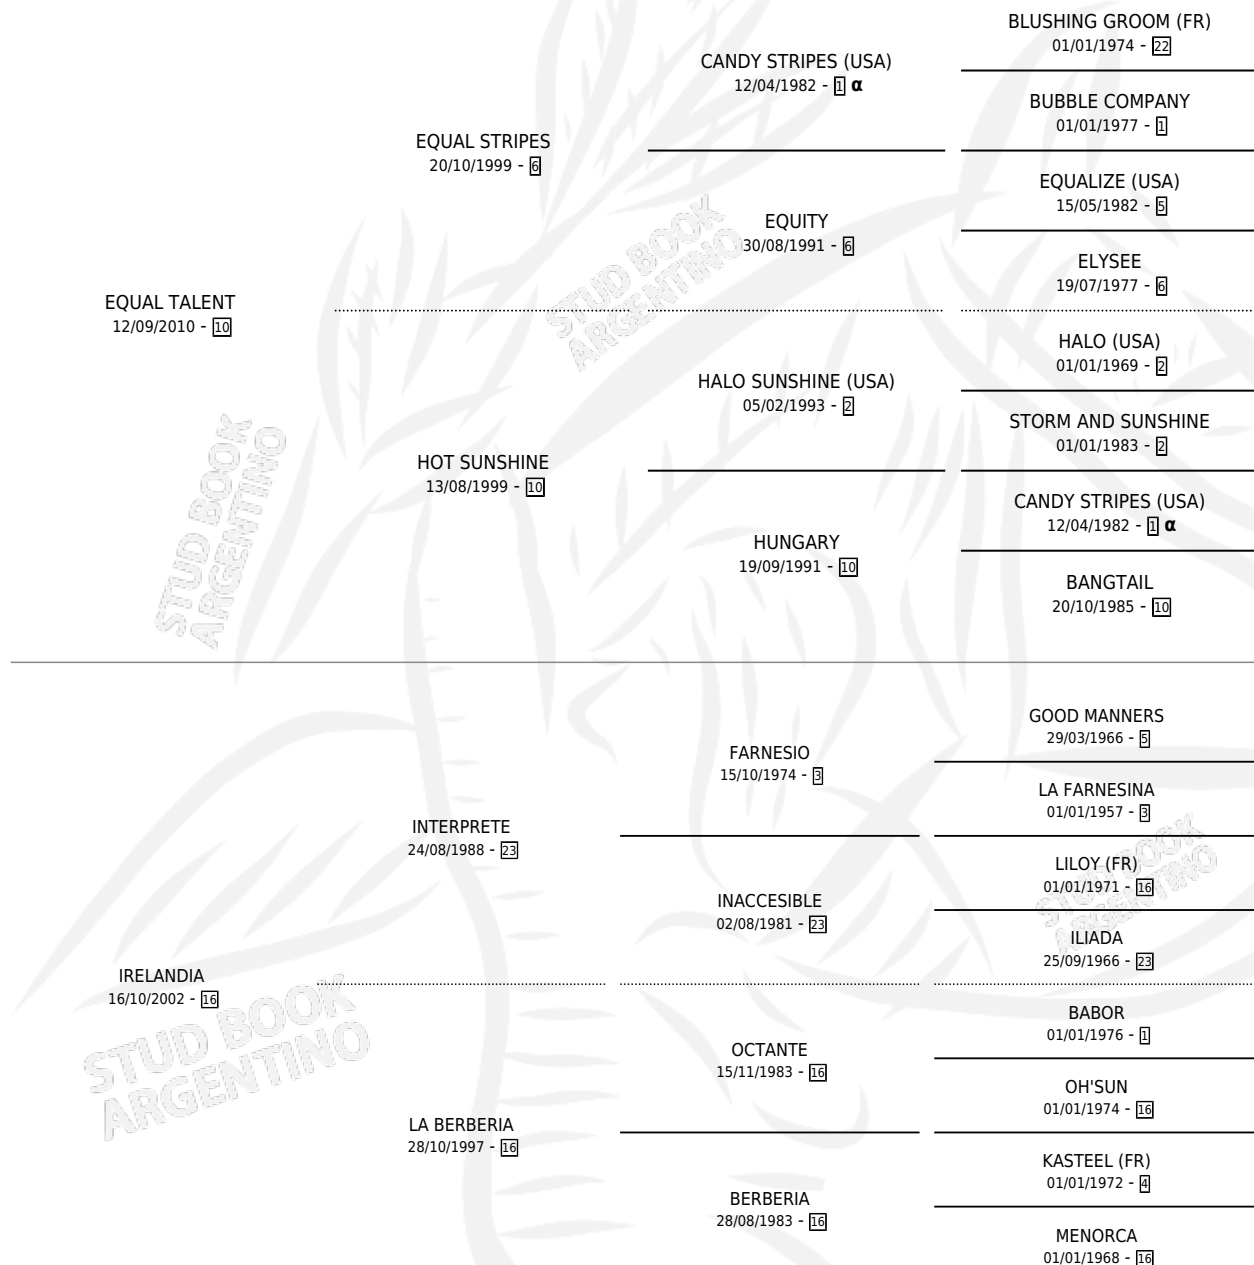 BLUSHING GROOM (FR)
01/01/1974 - 22
CANDY STRIPES (USA)
12/04/1982 - 1 α
BUBBLE COMPANY
01/01/1977 - 1
EQUAL STRIPES
20/10/1999 - 6
EQUALIZE (USA)
15/05/1982 - 5
EQUITY
30/08/1991 - 6
ELYSEE
19/07/1977 - 6
EQUAL TALENT
12/09/2010 - 10
HALO (USA)
01/01/1969 - 2
HALO SUNSHINE (USA)
05/02/1993 - 2
STORM AND SUNSHINE
01/01/1983 - 2
HOT SUNSHINE
13/08/1999 - 10
CANDY STRIPES (USA)
12/04/1982 - 1 α
HUNGARY
19/09/1991 - 10
BANGTAIL
20/10/1985 - 10
GOOD MANNERS
29/03/1966 - 5
FARNESIO
15/10/1974 - 3
LA FARNESINA
01/01/1957 - 3
INTERPRETE
24/08/1988 - 23
LILOY (FR)
01/01/1971 - 16
INACCESIBLE
02/08/1981 - 23
ILIADA
25/09/1966 - 23
IRELANDIA
16/10/2002 - 16
BABOR
01/01/1976 - 1
OCTANTE
15/11/1983 - 16
OH'SUN
01/01/1974 - 16
LA BERBERIA
28/10/1997 - 16
KASTEEL (FR)
01/01/1972 - 4
BERBERIA
28/08/1983 - 16
MENORCA
01/01/1968 - 16
STUD BOOK
ARGENTINO
STUD BOOK
ARGENTINO
STUD BOOK
ARGENTINO
STUD BOOK
ARGENTINO